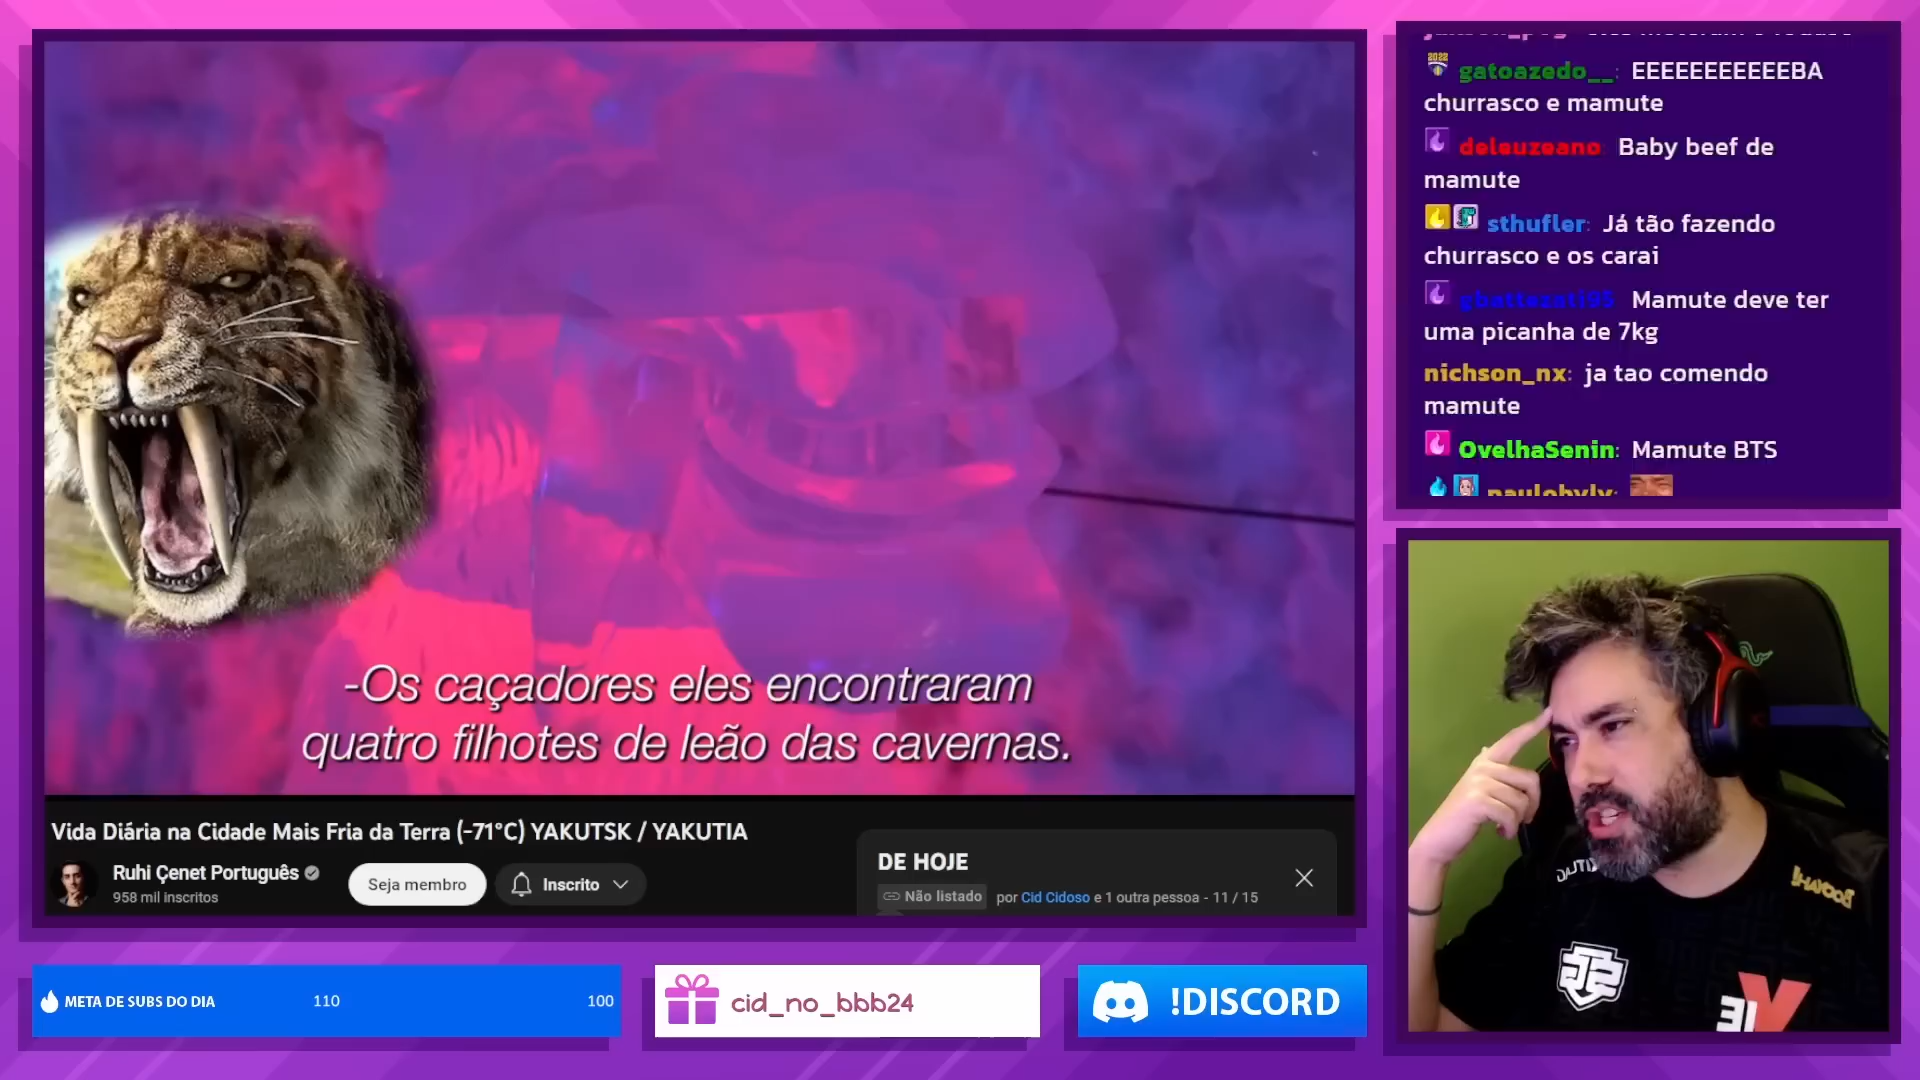 -Os caçadores eles encontraram
quatro filhotes de leão das cavernas.
Vida Diária na Cidade Mais Fria da Terra (-71°C) YAKUTSK / YAKUTIA
Ruhi Çenet Português
958 mil inscritos
Seja membro
Inscrito
DE HOJE
Não listado por Cid Cidoso e 1 outra pessoa - 11 / 15
gatoazedo__: EEEEEEEEEEEBA
churrasco e mamute
deleuzeano: Baby beef de
mamute
sthufler: Já tão fazendo
churrasco e os carai
gbattezati95 Mamute deve ter
uma picanha de 7kg
nichson_nx: ja tao comendo
mamute
OvelhaSenin: Mamute BTS
META DE SUBS DO DIA 110 100
cid_no_bbb24
!DISCORD
BOOYAH!